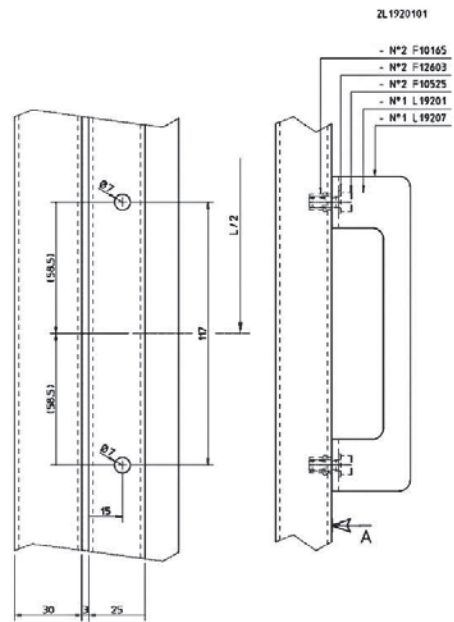 2L1920101
- N°2 F10165
- N°2 F12603
- N°2 F10525
- N°1 L19201
- N°1 L19207
Ø7
(58.5)
L/2
117
(58.5)
Ø7
15
A
30 3 25